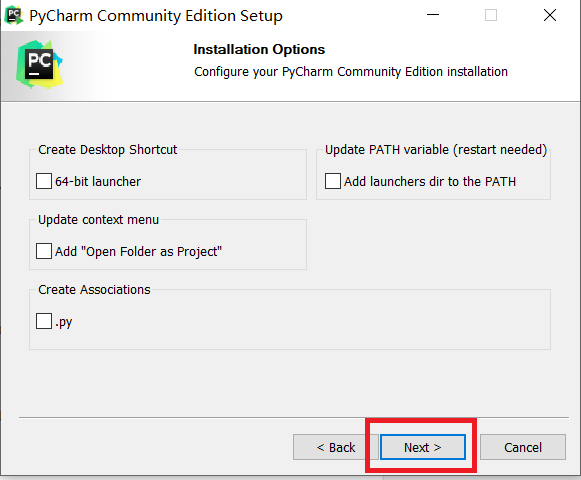 PyCharm Community Edition Setup
PC
Installation Options
Configure your PyCharm Community Edition installation
Create Desktop Shortcut
64-bit launcher
Update PATH variable (restart needed)
Add launchers dir to the PATH
Update context menu
Add "Open Folder as Project"
Create Associations
.py
< Back
Next >
Cancel